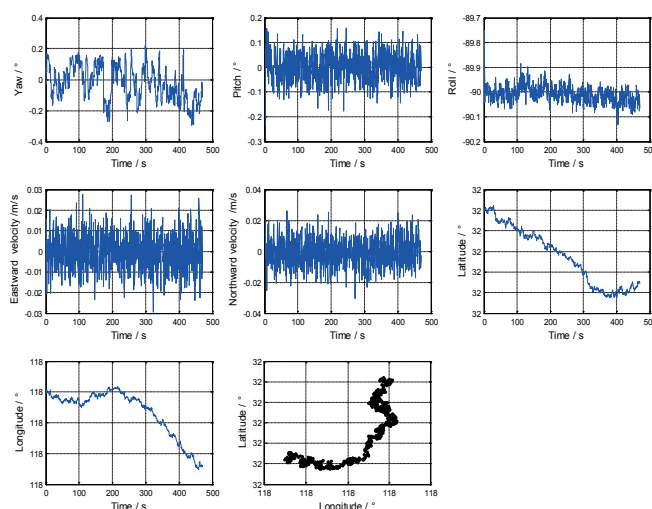 0.4
0.2
0
-0.2
-0.4
Yaw / °
0 100 200 300 400 500
Time / s
0.2
0.1
0
-0.1
-0.2
-0.3
Pitch / °
0 100 200 300 400 500
Time / s
-89.7
-89.8
-89.9
-90
-90.1
-90.2
Roll / °
0 100 200 300 400 500
Time / s
0.03
0.02
0.01
0
-0.01
-0.02
-0.03
Eastward velocity /m/s
0 100 200 300 400 500
Time / s
0.04
0.02
0
-0.02
-0.04
Northward velocity /m/s
0 100 200 300 400 500
Time / s
32
32
32
32
32
32
32
Latitude / °
0 100 200 300 400 500
Time / s
118
118
118
118
118
Longitude / °
0 100 200 300 400 500
Time / s
32
32
32
32
32
32
32
Latitude / °
118 118 118 118 118
Longitude / °